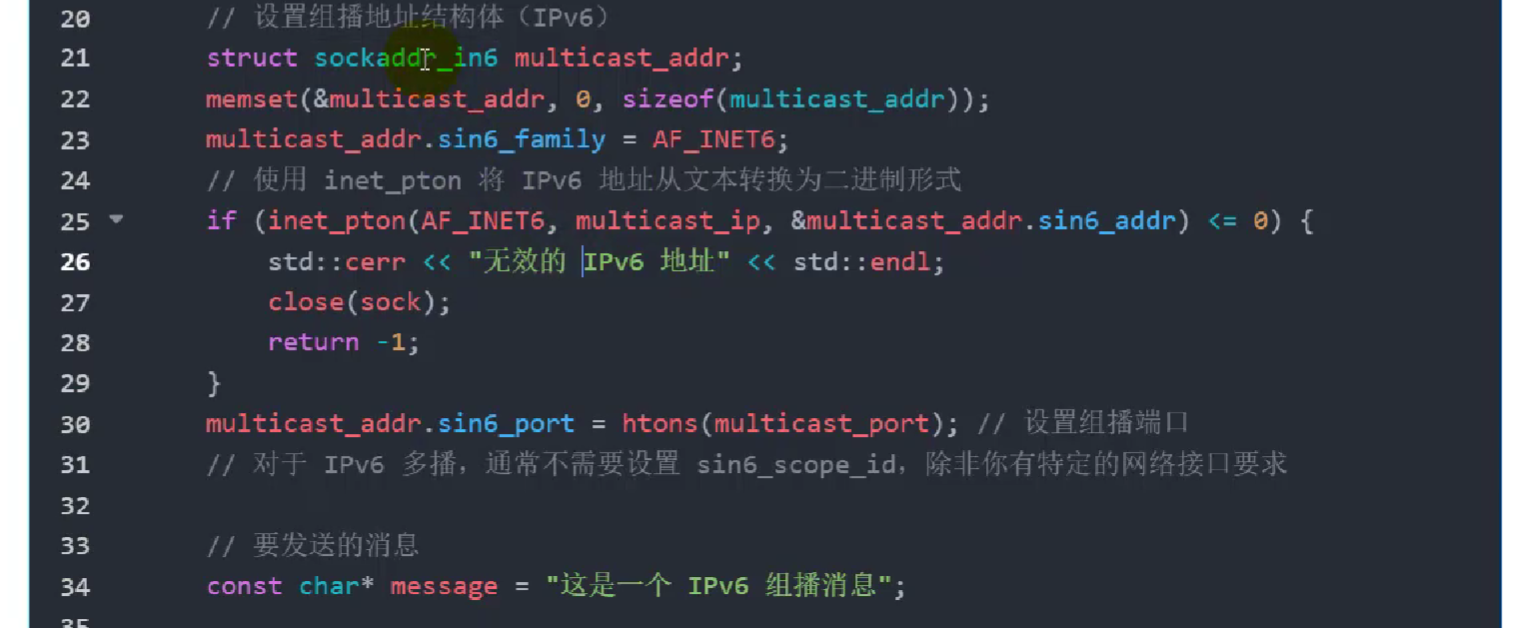 20 // 设置组播地址结构体（IPv6）
21 struct sockaddr_in6 multicast_addr;
22 memset(&multicast_addr, 0, sizeof(multicast_addr));
23 multicast_addr.sin6_family = AF_INET6;
24 // 使用 inet_pton 将 IPv6 地址从文本转换为二进制形式
25 if (inet_pton(AF_INET6, multicast_ip, &multicast_addr.sin6_addr) <= 0) {
26 std::cerr << "无效的 IPv6 地址" << std::endl;
27 close(sock);
28 return -1;
29 }
30 multicast_addr.sin6_port = htons(multicast_port); // 设置组播端口
31 // 对于 IPv6 多播，通常不需要设置 sin6_scope_id，除非你有特定的网络接口要求
32
33 // 要发送的消息
34 const char* message = "这是一个 IPv6 组播消息";
35